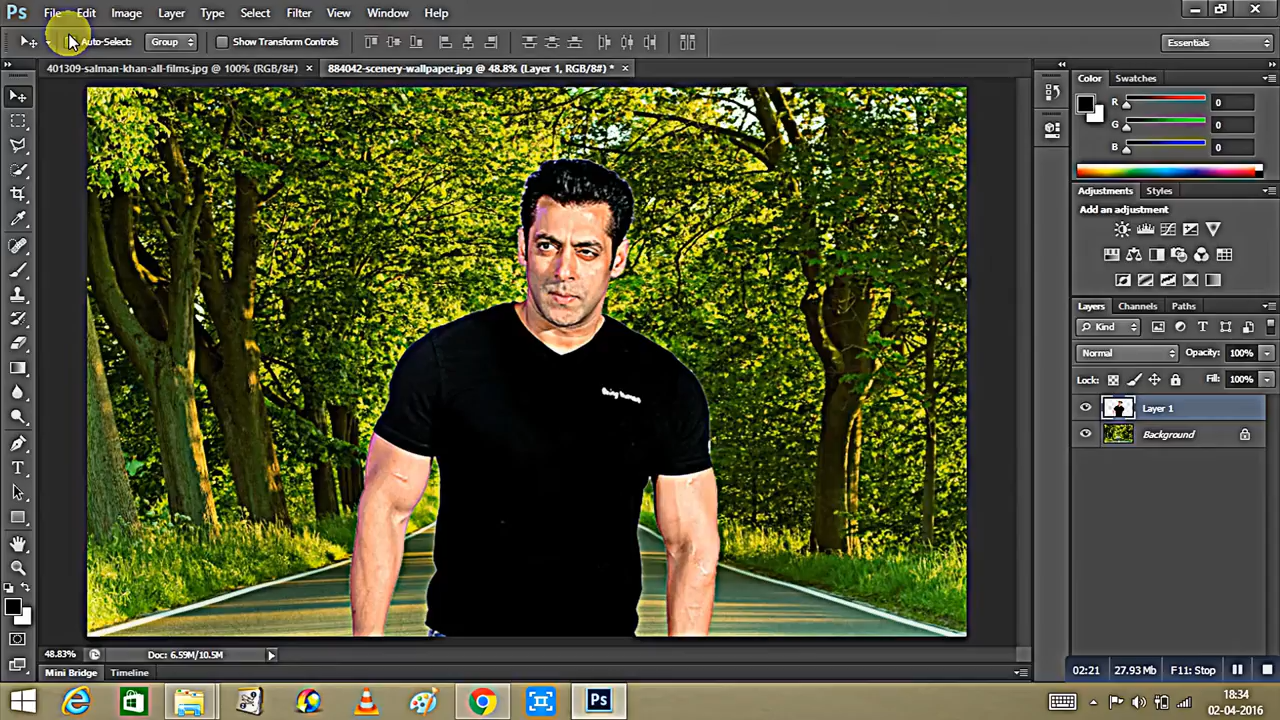 Ps File Edit Image Layer Type Select Filter View Window Help
Auto-Select: Group Show Transform Controls Essentials
401309-salman-khan-all-films.jpg @ 100% (RGB/8#) × 884042-scenery-wallpaper.jpg @ 48.8% (Layer 1, RGB/8#) * ×
Color Swatches
R 0
G 0
B 0
Adjustments Styles
Add an adjustment
Layers Channels Paths
Kind
Normal Opacity: 100%
Lock: Fill: 100%
Layer 1
Background
being human
48.83% Doc: 6.59M/10.5M
Mini Bridge Timeline
02:21 27.93 Mb F11: Stop
Ps
18:34
02-04-2016